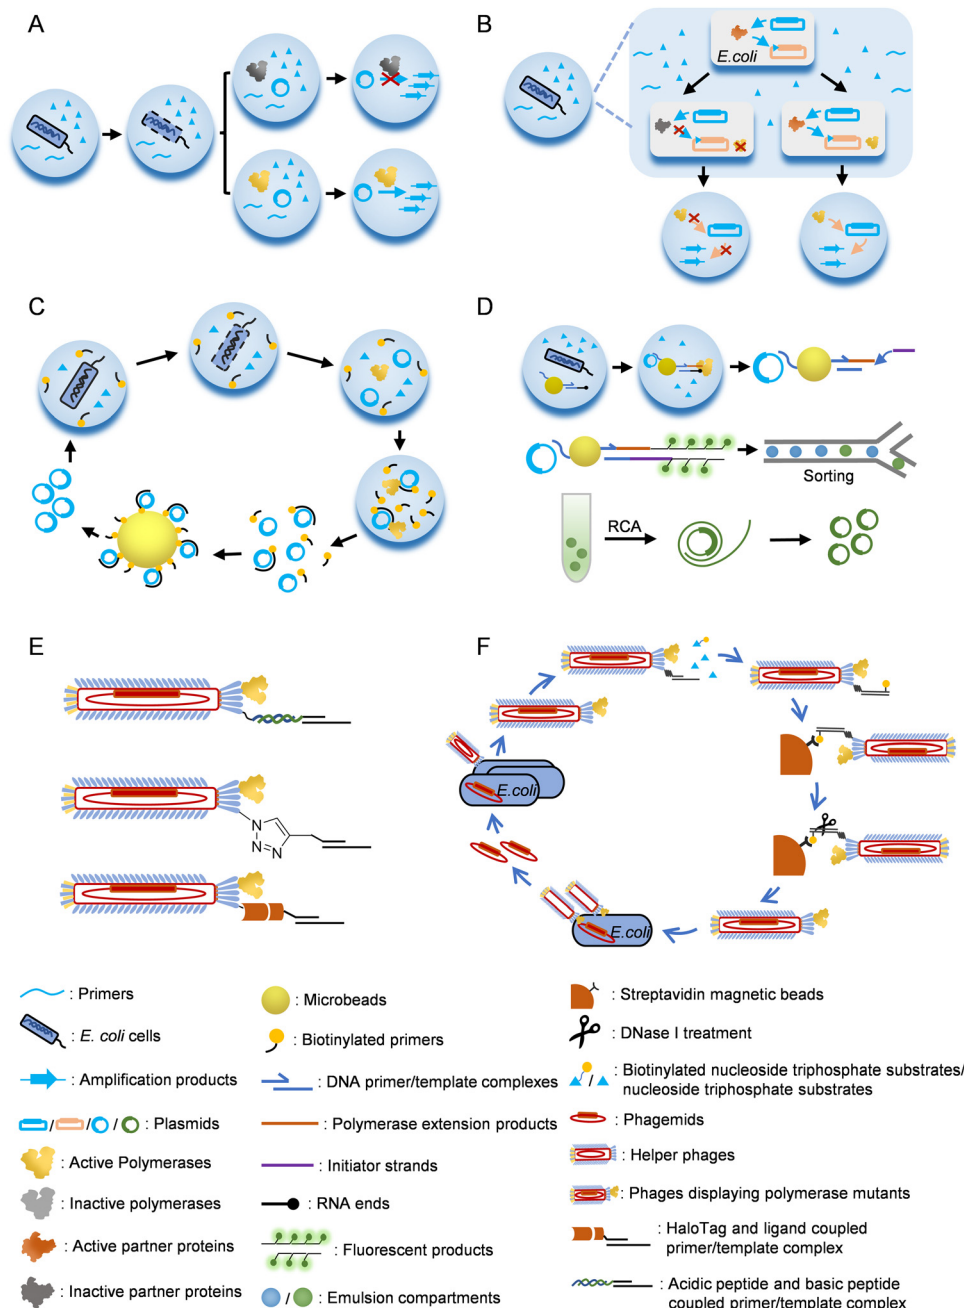 A
B
E.coli
C
D
Sorting
RCA
E
N
N
N
F
E.coli
E.coli
: Primers
: E. coli cells
: Amplification products
/ / / : Plasmids
: Active Polymerases
: Inactive polymerases
: Active partner proteins
: Inactive partner proteins
: Microbeads
: Biotinylated primers
: DNA primer/template complexes
: Polymerase extension products
: Initiator strands
: RNA ends
: Fluorescent products
/ : Emulsion compartments
: Streptavidin magnetic beads
: DNase I treatment
/ : Biotinylated nucleoside triphosphate substrates/
nucleoside triphosphate substrates
: Phagemids
: Helper phages
: Phages displaying polymerase mutants
: HaloTag and ligand coupled
primer/template complex
: Acidic peptide and basic peptide
coupled primer/template complex